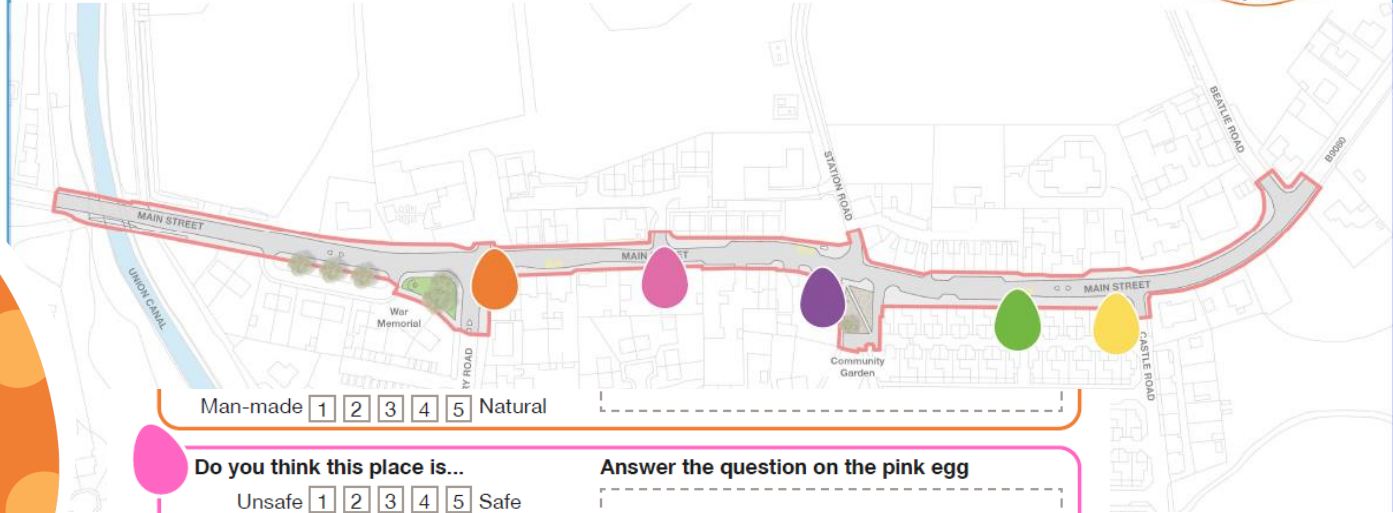 BEATLIE ROAD
B9080
STATION ROAD
MAIN STREET
MAIN
MAIN STREET
UNION CANAL
War
Memorial
RY ROAD
Community
Garden
CASTLE ROAD
Man-made 1 2 3 4 5 Natural
Do you think this place is...
Answer the question on the pink egg
Unsafe 1 2 3 4 5 Safe